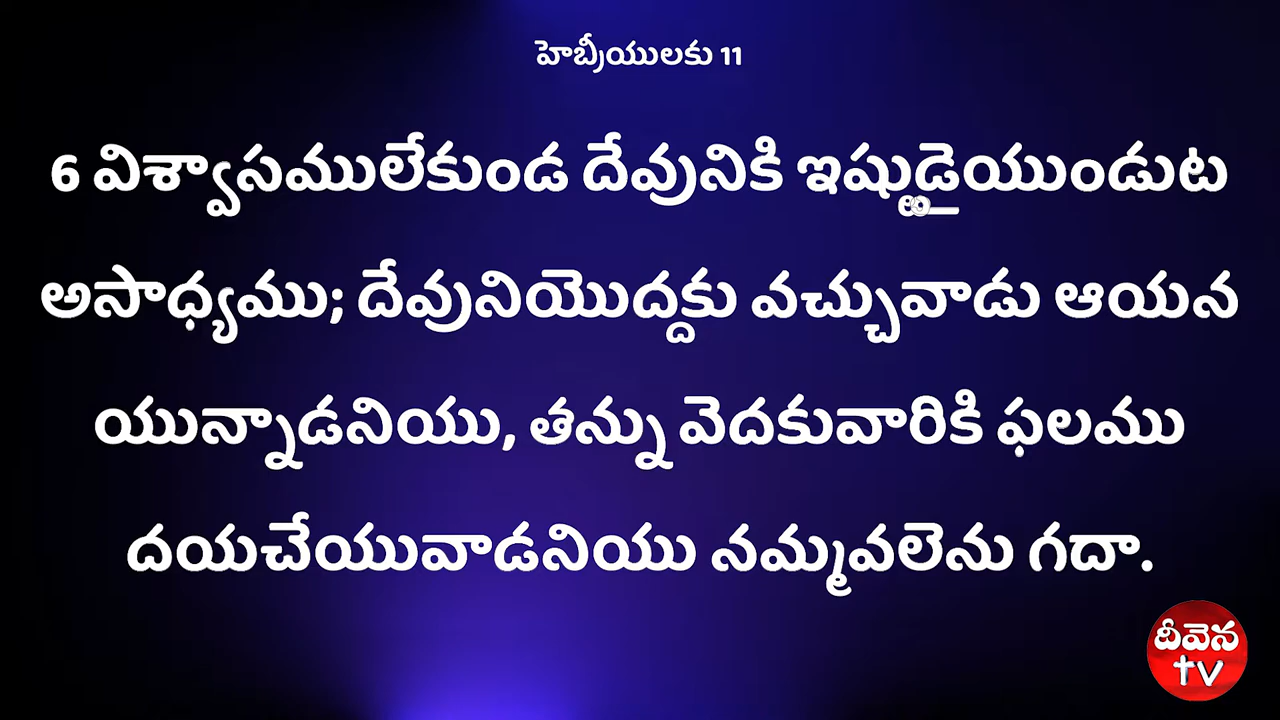 హెబ్రీయులకు 11
6 విశ్వాసములేకుండ దేవునికి ఇష్టుడైయుండుట
అసాధ్యము; దేవునియొద్దకు వచ్చువాడు ఆయన
యున్నాడనియు, తన్ను వెదకువారికి ఫలము
దయచేయువాడనియు నమ్మవలెను గదా.
దీవెన
tv